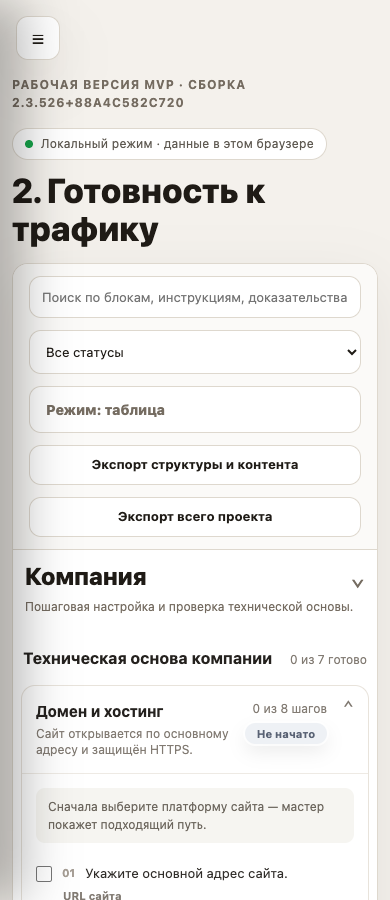 ☰
РАБОЧАЯ ВЕРСИЯ MVP · СБОРКА
2.3.526+88A4C582C720
Локальный режим · данные в этом браузере
2. Готовность к
трафику
Поиск по блокам, инструкциям, доказательства
Все статусы
Режим: таблица
Экспорт структуры и контента
Экспорт всего проекта
Компания
Пошаговая настройка и проверка технической основы.
Техническая основа компании 0 из 7 готово
Домен и хостинг 0 из 8 шагов
Сайт открывается по основному
адресу и защищён HTTPS.
Не начато
Сначала выберите платформу сайта — мастер
покажет подходящий путь.
01 Укажите основной адрес сайта.
URL сайта